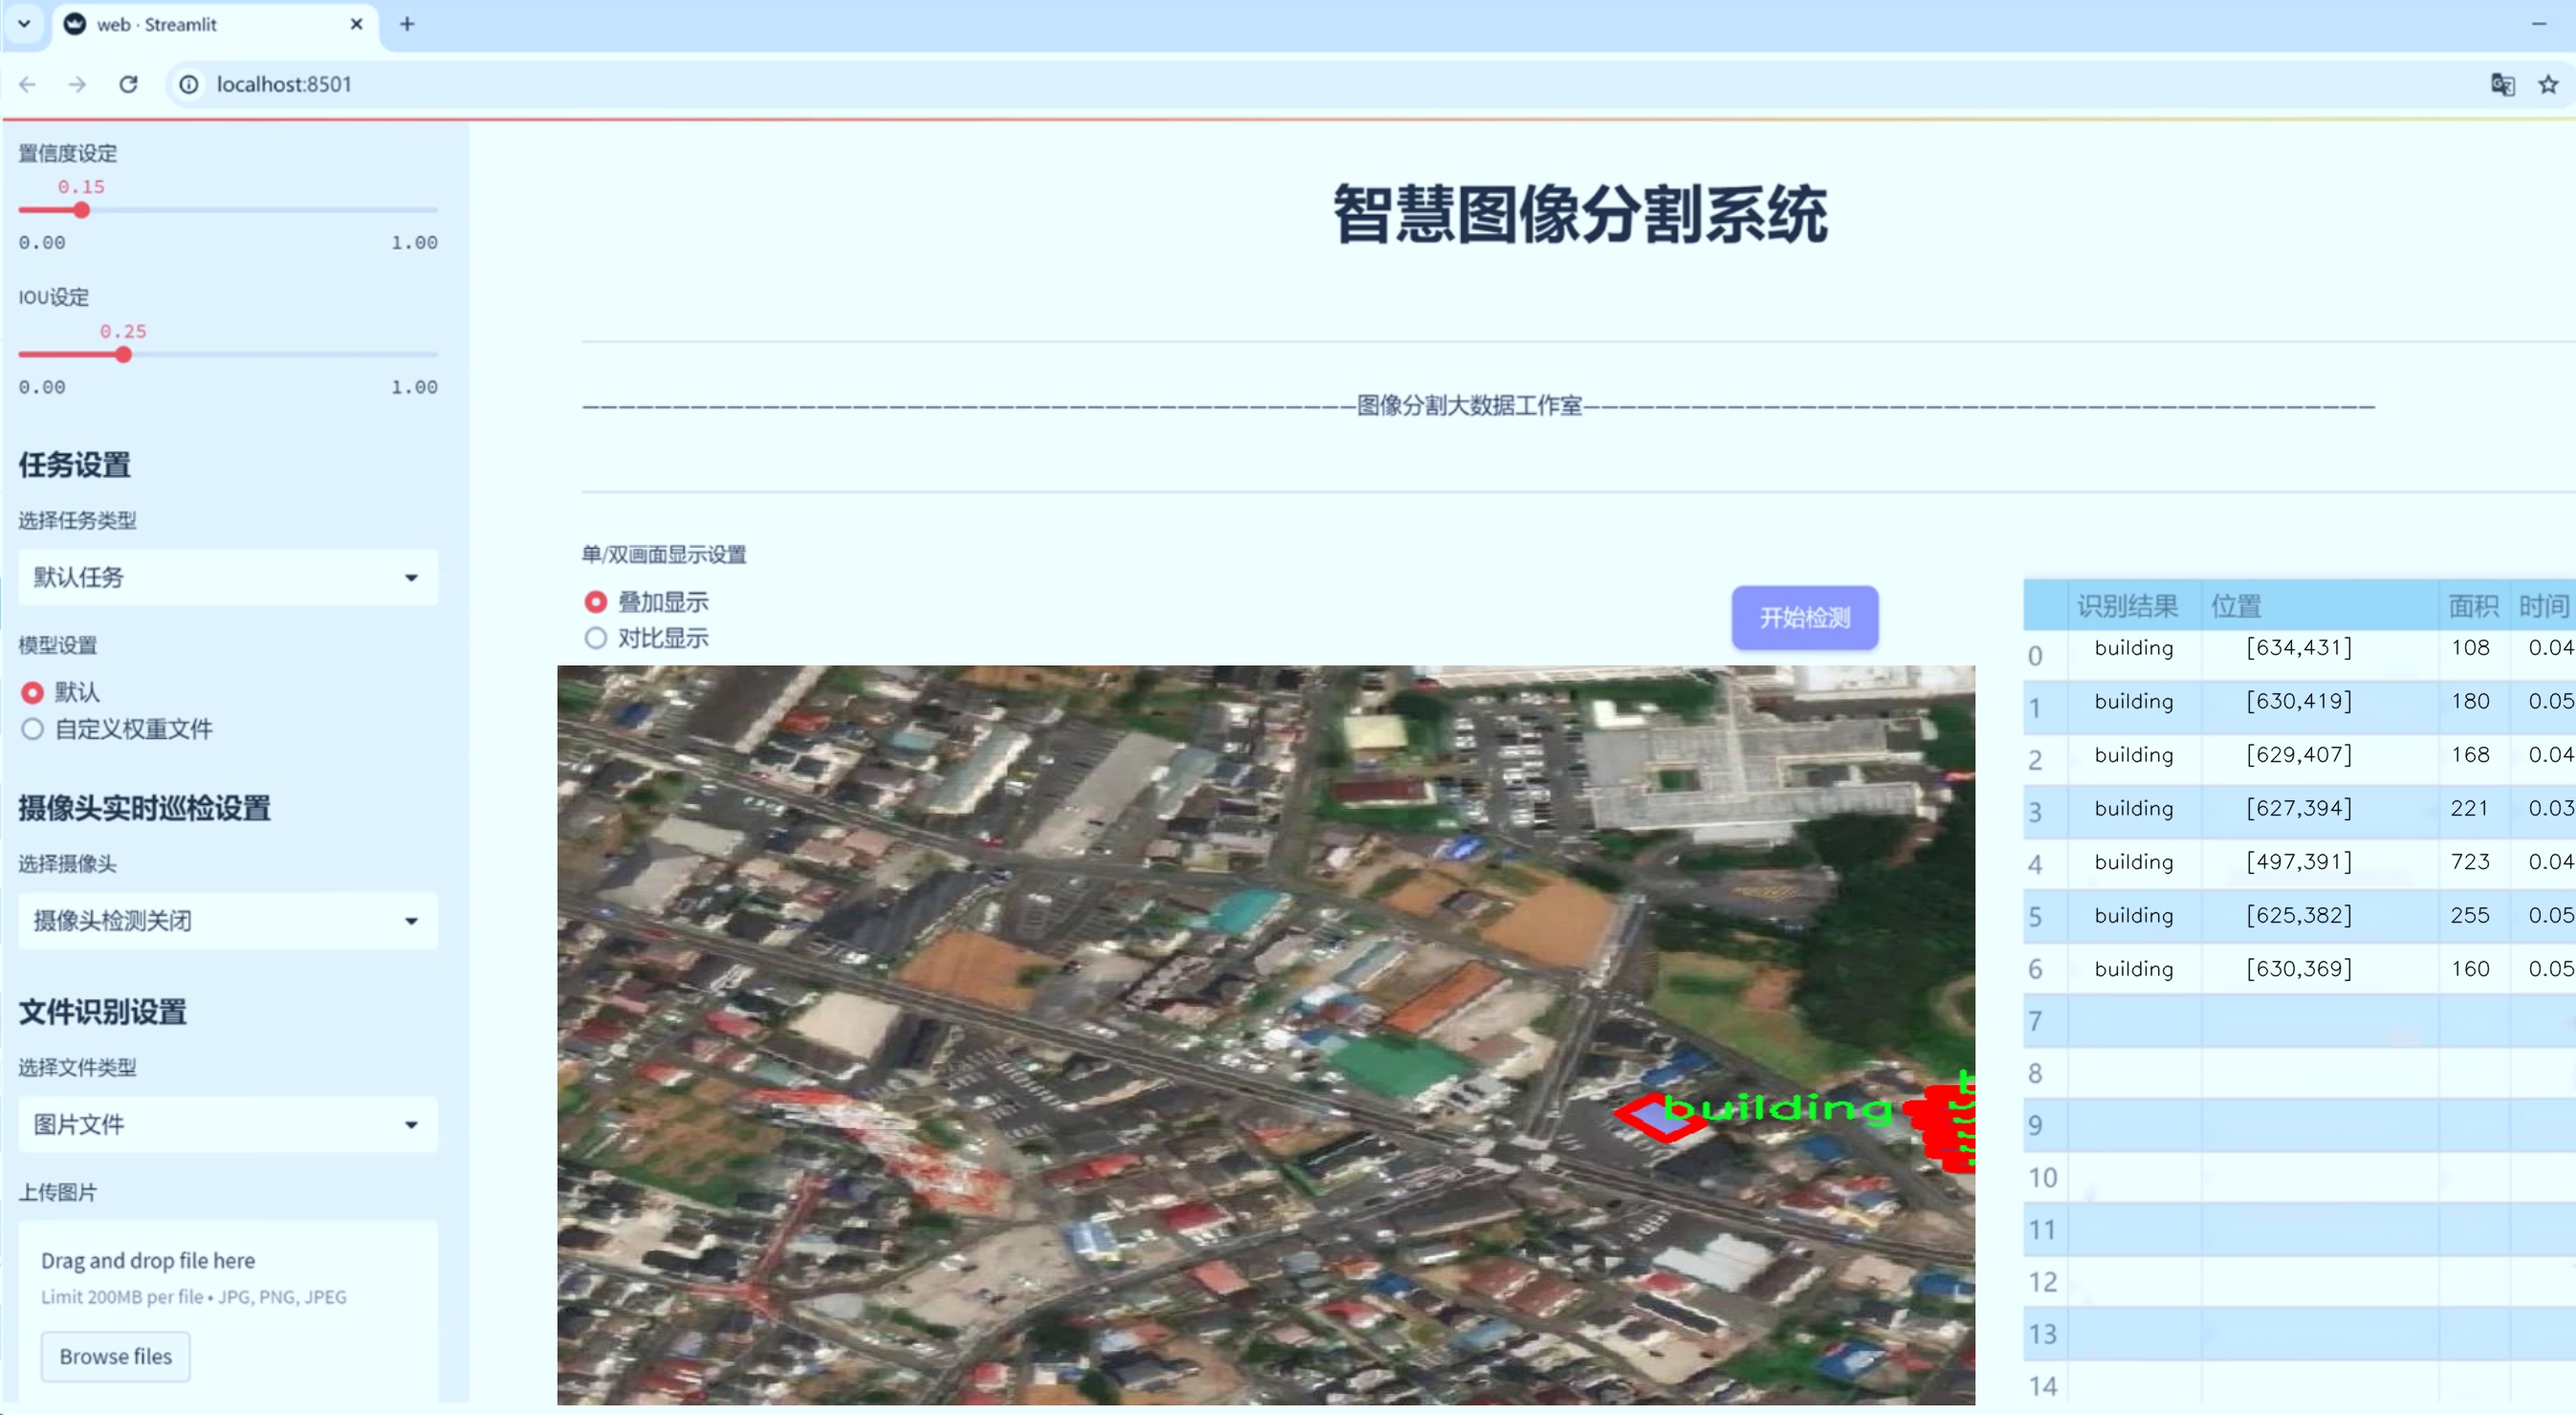 web · Streamlit
localhost:8501
置信度设定
0.15
0.00 1.00
IOU设定
0.25
0.00 1.00
任务设置
选择任务类型
默认任务
模型设置
默认
自定义权重文件
摄像头实时巡检设置
选择摄像头
摄像头检测关闭
文件识别设置
选择文件类型
图片文件
上传图片
Drag and drop file here
Limit 200MB per file • JPG, PNG, JPEG
Browse files
智慧图像分割系统
图像分割大数据工作室
单/双画面显示设置
叠加显示
对比显示
开始检测
building
识别结果 位置 面积 时间
0 building [634,431] 108 0.04
1 building [630,419] 180 0.05
2 building [629,407] 168 0.04
3 building [627,394] 221 0.03
4 building [497,391] 723 0.04
5 building [625,382] 255 0.05
6 building [630,369] 160 0.05
7
8
9
10
11
12
13
14